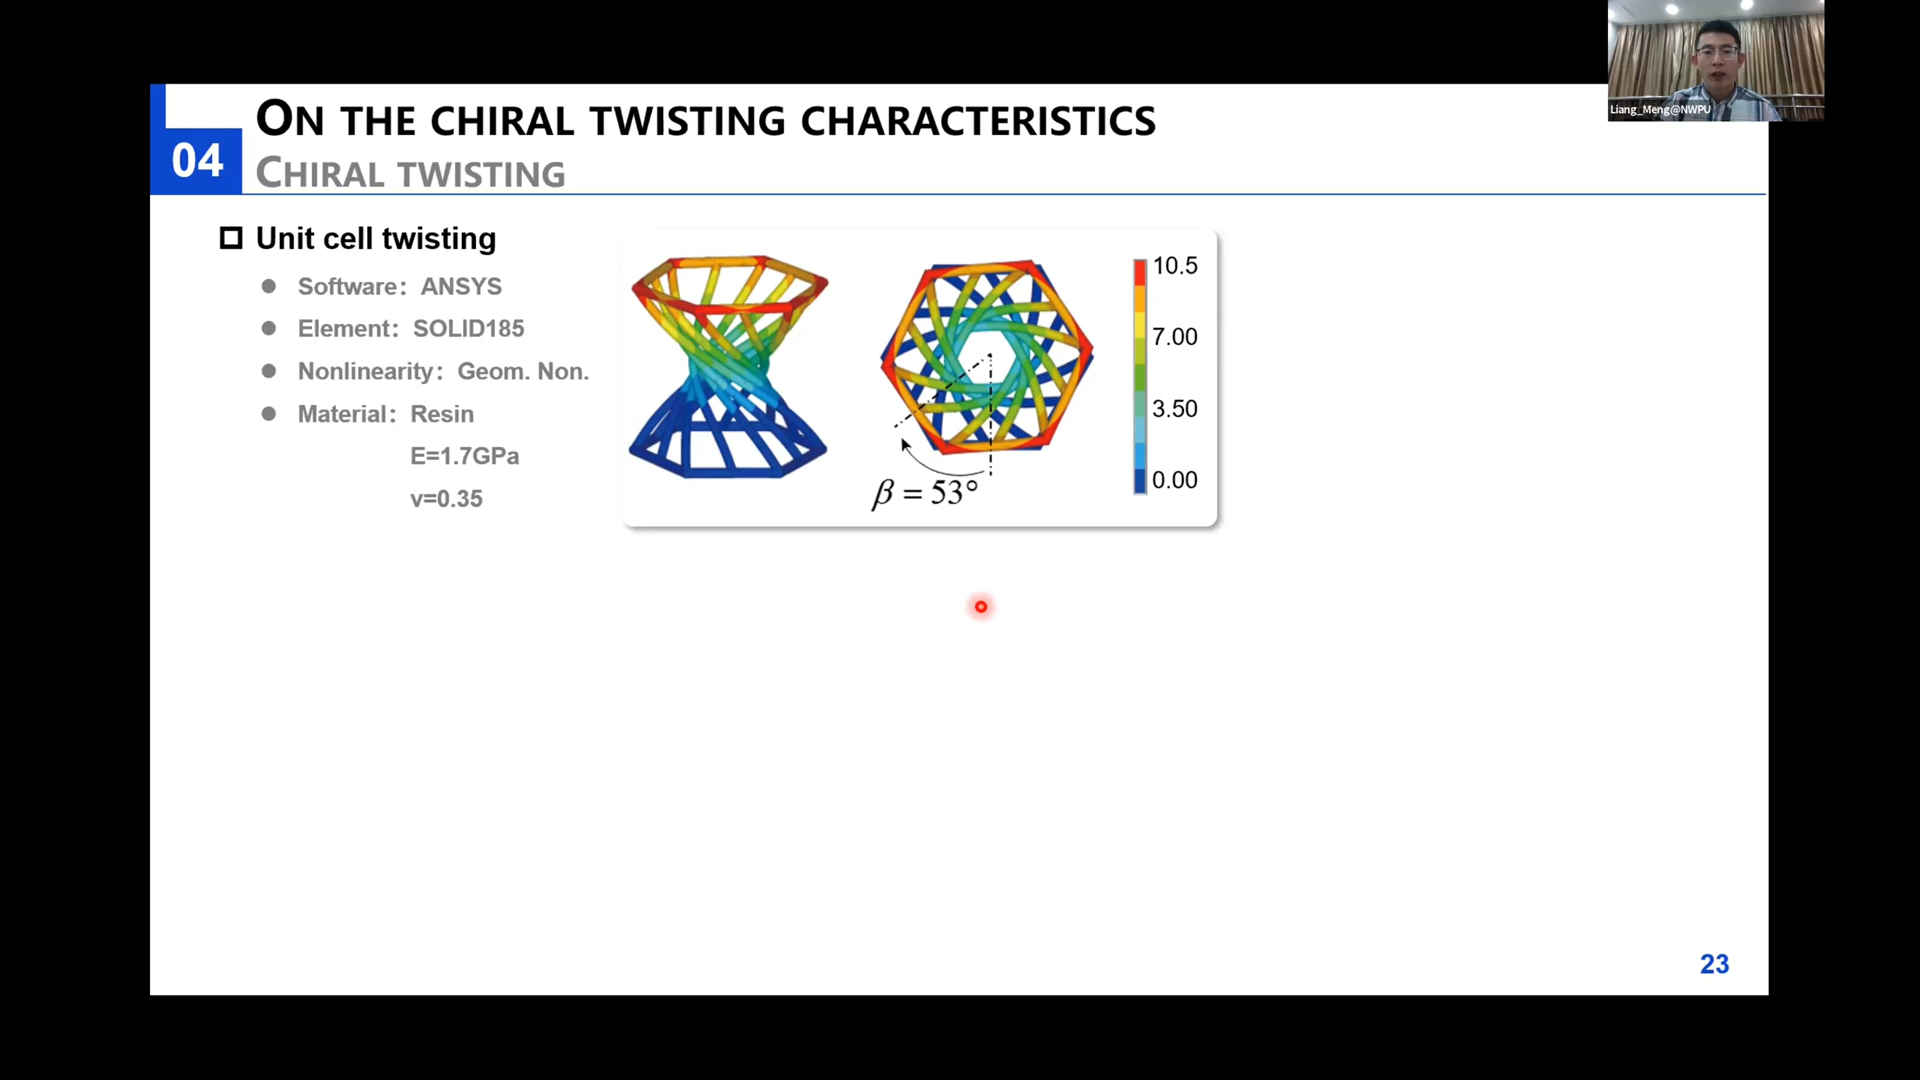 Liang_Meng@NWPU
04
ON THE CHIRAL TWISTING CHARACTERISTICS
CHIRAL TWISTING
Unit cell twisting
Software: ANSYS
Element: SOLID185
Nonlinearity: Geom. Non.
Material: Resin
E=1.7GPa
v=0.35
β = 53°
10.5
7.00
3.50
0.00
23